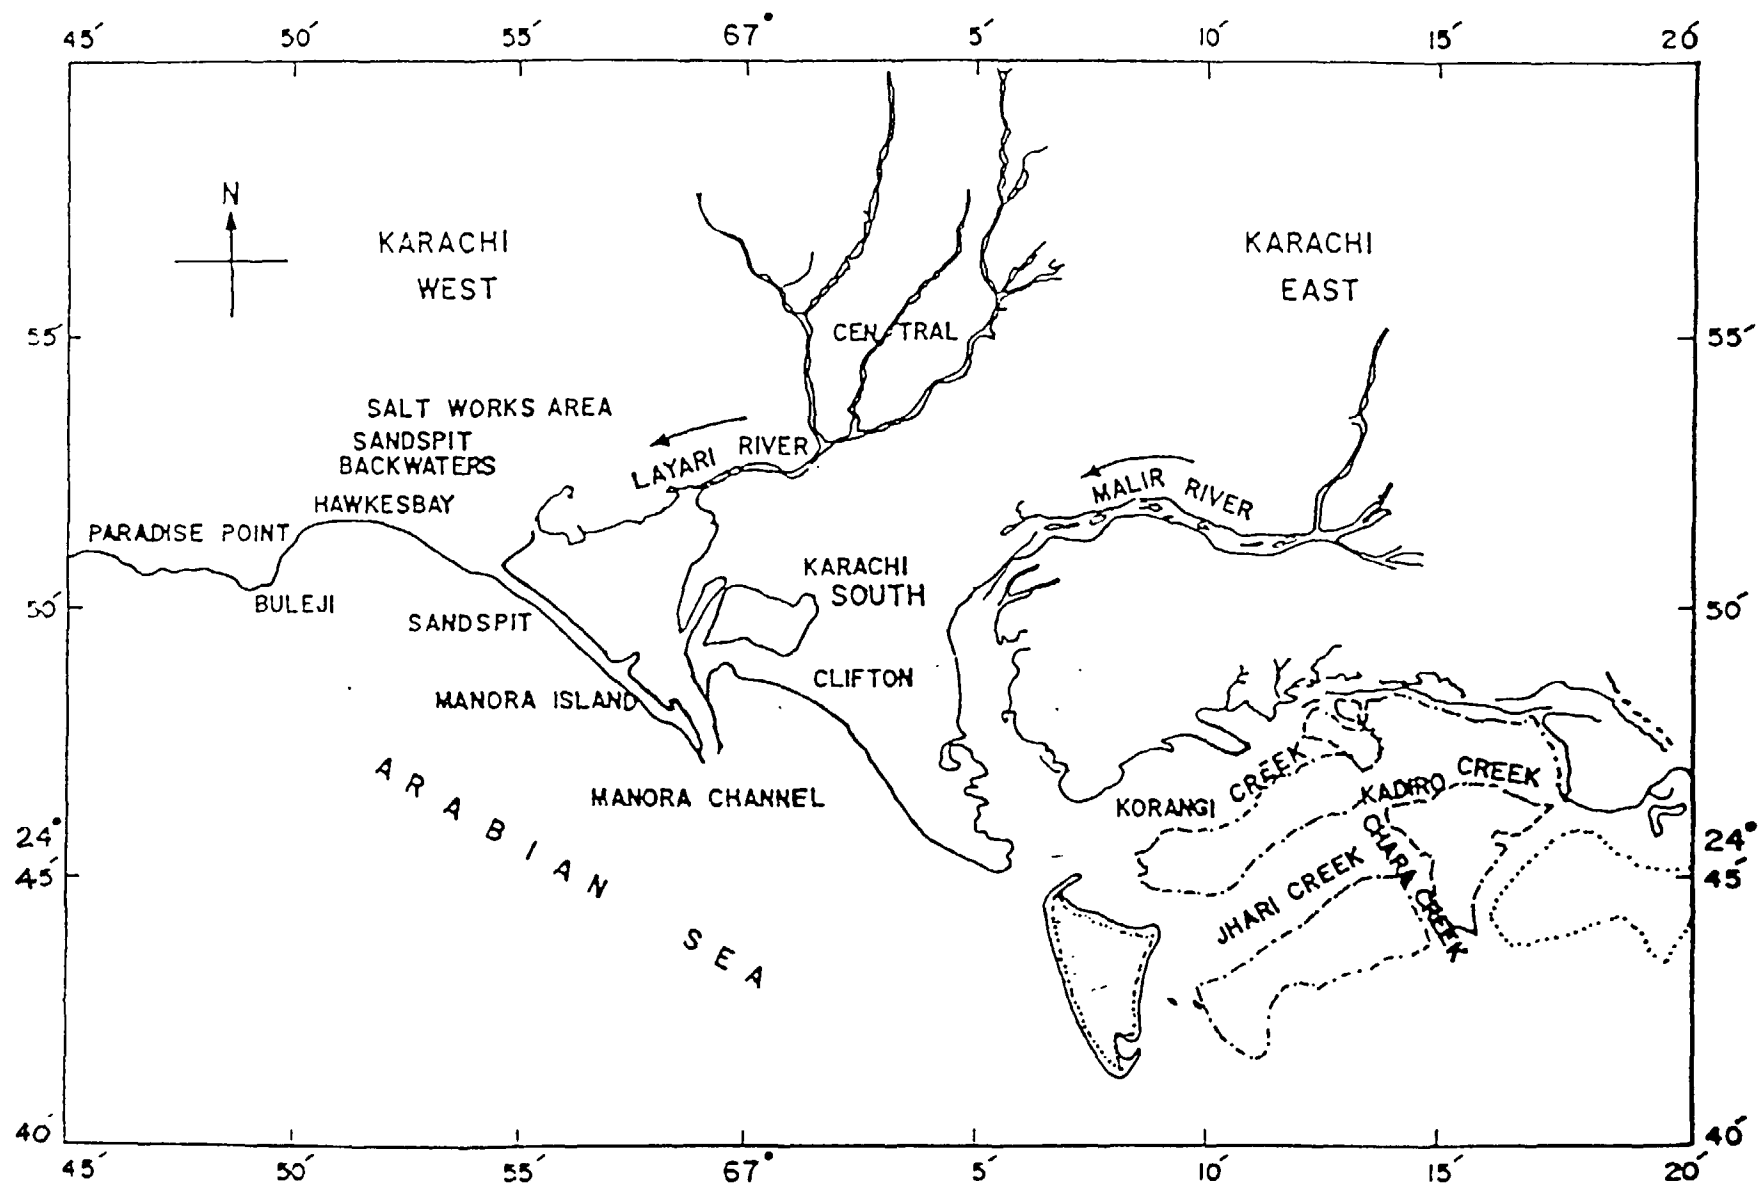 45′ 50′ 55′ 67° 5′ 10′ 15′ 20′
N
KARACHI
WEST
KARACHI
EAST
55′
CENTRAL
55′
SALT WORKS AREA
SANDSPIT
BACKWATERS
LAYARI RIVER
MALIR RIVER
HAWKESBAY
PARADISE POINT
BULEJI
KARACHI
SOUTH
50′
50′
SANDSPIT
CLIFTON
MANORA ISLAND
MANORA CHANNEL
KORANGI CREEK
KADIRO CREEK
CHARA CREEK
JHARI CREEK
ARABIAN SEA
24°
45′
24°
45′
40′
40′
45′ 50′ 55′ 67° 5′ 10′ 15′ 20′